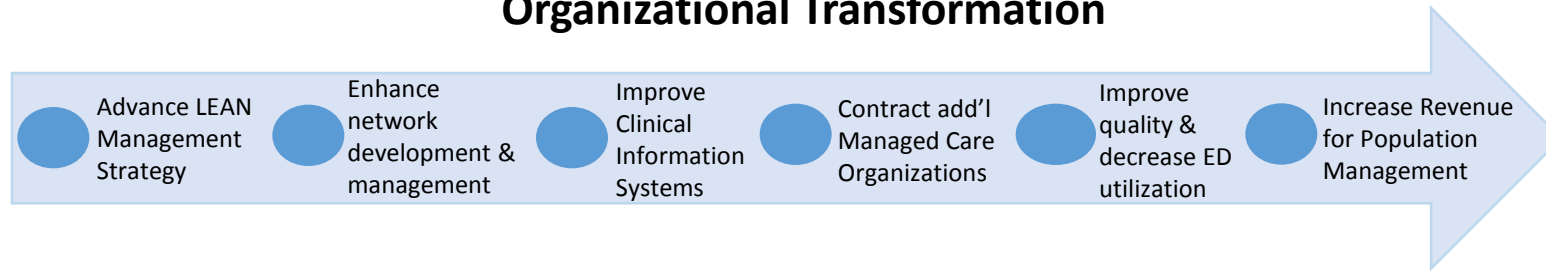 Organizational Transformation
Advance LEAN
Management
Strategy
Enhance
network
development &
management
Improve
Clinical
Information
Systems
Contract add’l
Managed Care
Organizations
Improve
quality &
decrease ED
utilization
Increase Revenue
for Population
Management